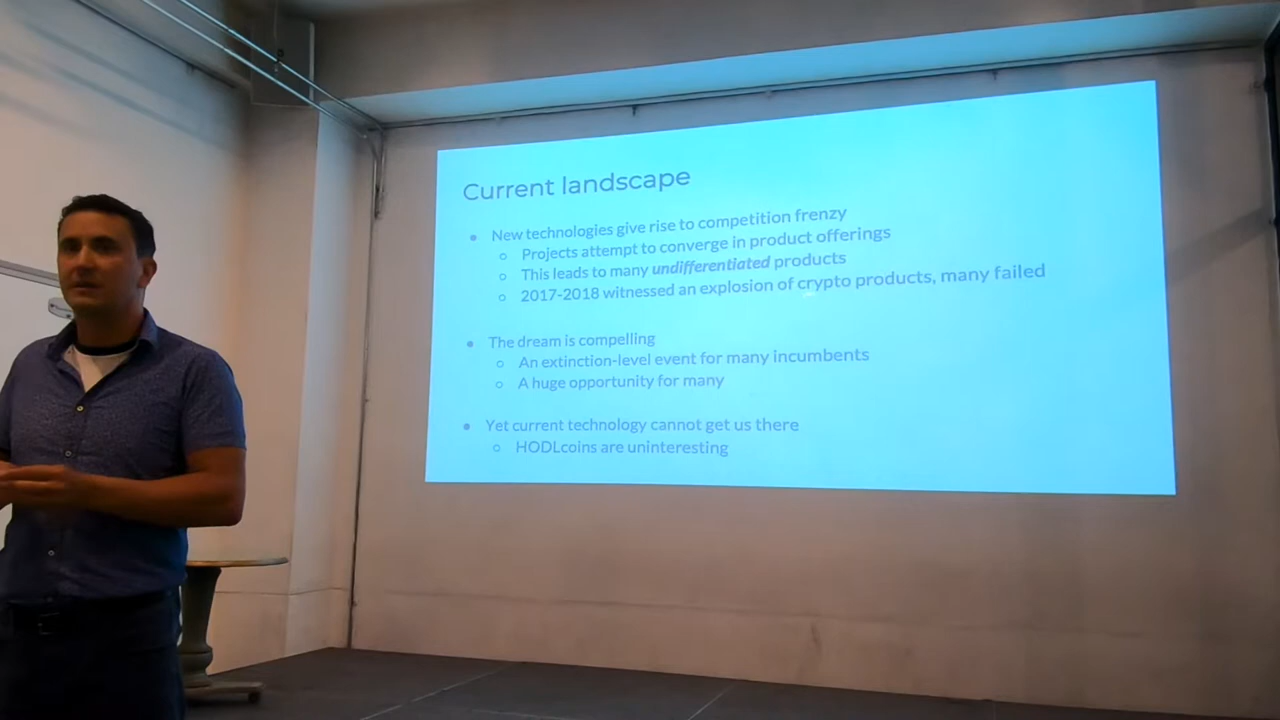 Current landscape
● New technologies give rise to competition frenzy
○ Projects attempt to converge in product offerings
○ This leads to many undifferentiated products
○ 2017-2018 witnessed an explosion of crypto products, many failed
● The dream is compelling
○ An extinction-level event for many incumbents
○ A huge opportunity for many
● Yet current technology cannot get us there
○ HODLcoins are uninteresting